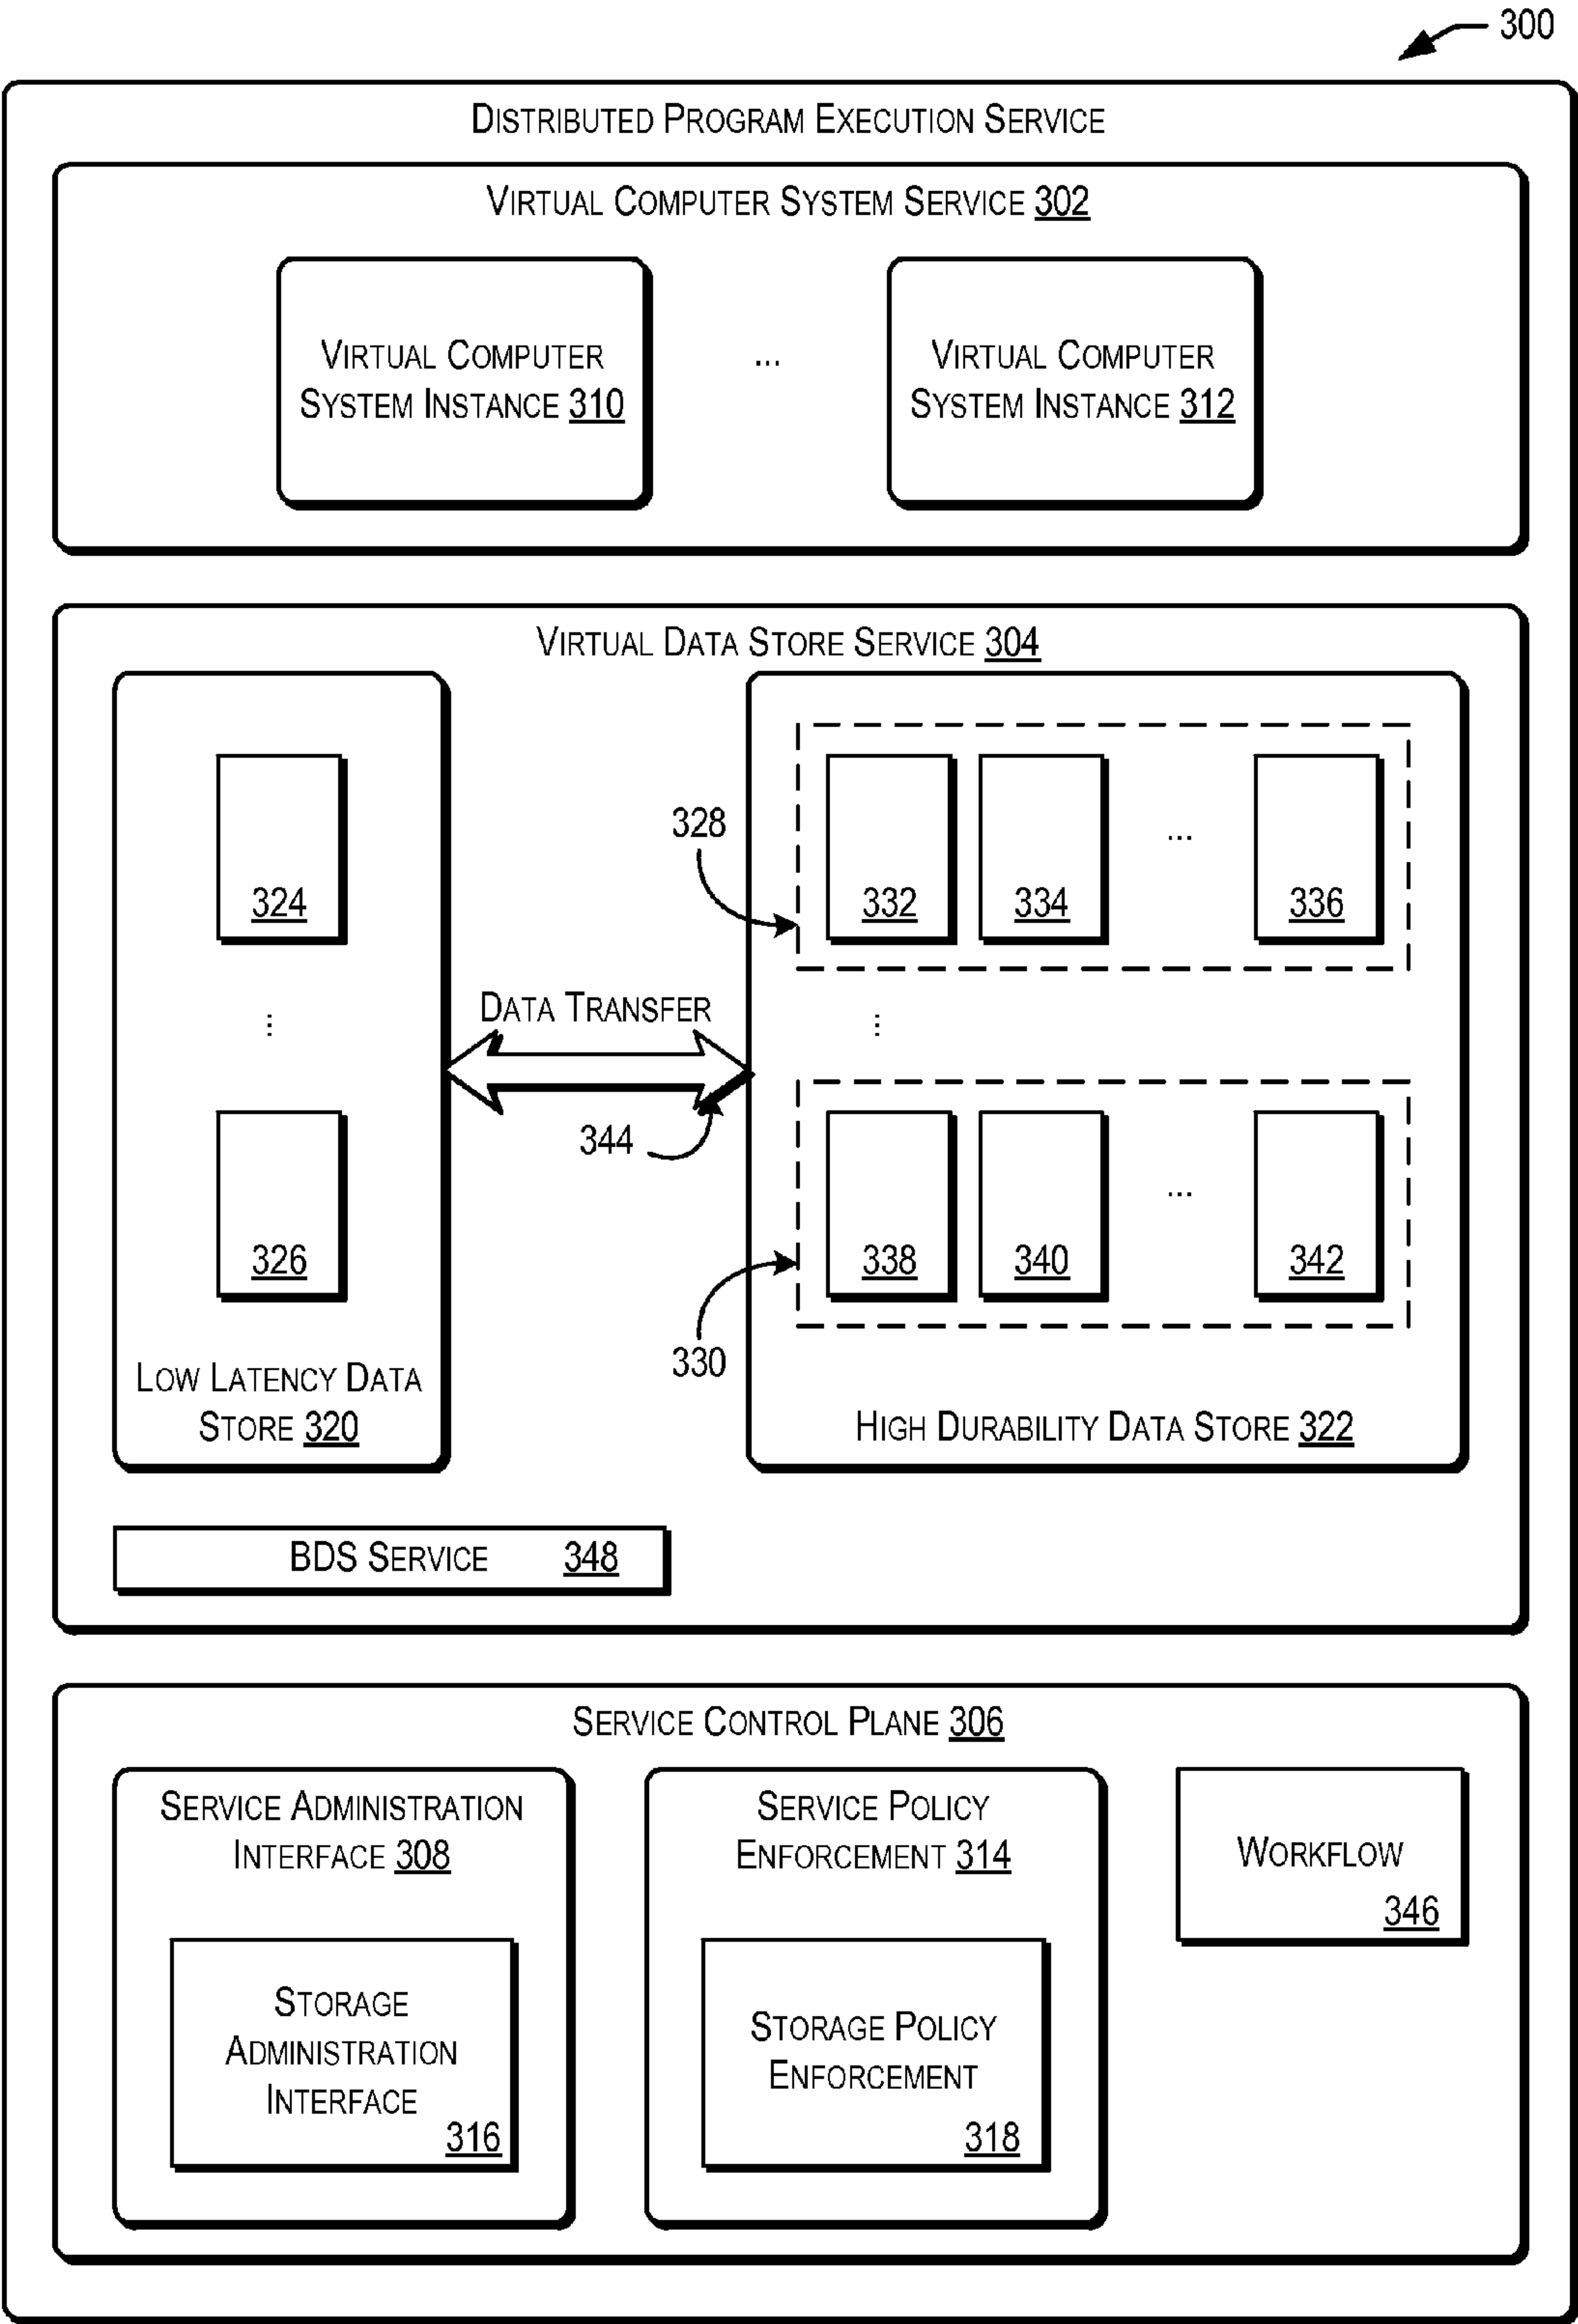 300
DISTRIBUTED PROGRAM EXECUTION SERVICE
VIRTUAL COMPUTER SYSTEM SERVICE 302
VIRTUAL COMPUTER
SYSTEM INSTANCE 310
...
VIRTUAL COMPUTER
SYSTEM INSTANCE 312
VIRTUAL DATA STORE SERVICE 304
324
...
326
LOW LATENCY DATA
STORE 320
DATA TRANSFER
344
328
332
334
...
336
...
330
338
340
...
342
HIGH DURABILITY DATA STORE 322
BDS SERVICE 348
SERVICE CONTROL PLANE 306
SERVICE ADMINISTRATION
INTERFACE 308
STORAGE
ADMINISTRATION
INTERFACE
316
SERVICE POLICY
ENFORCEMENT 314
STORAGE POLICY
ENFORCEMENT
318
WORKFLOW
346